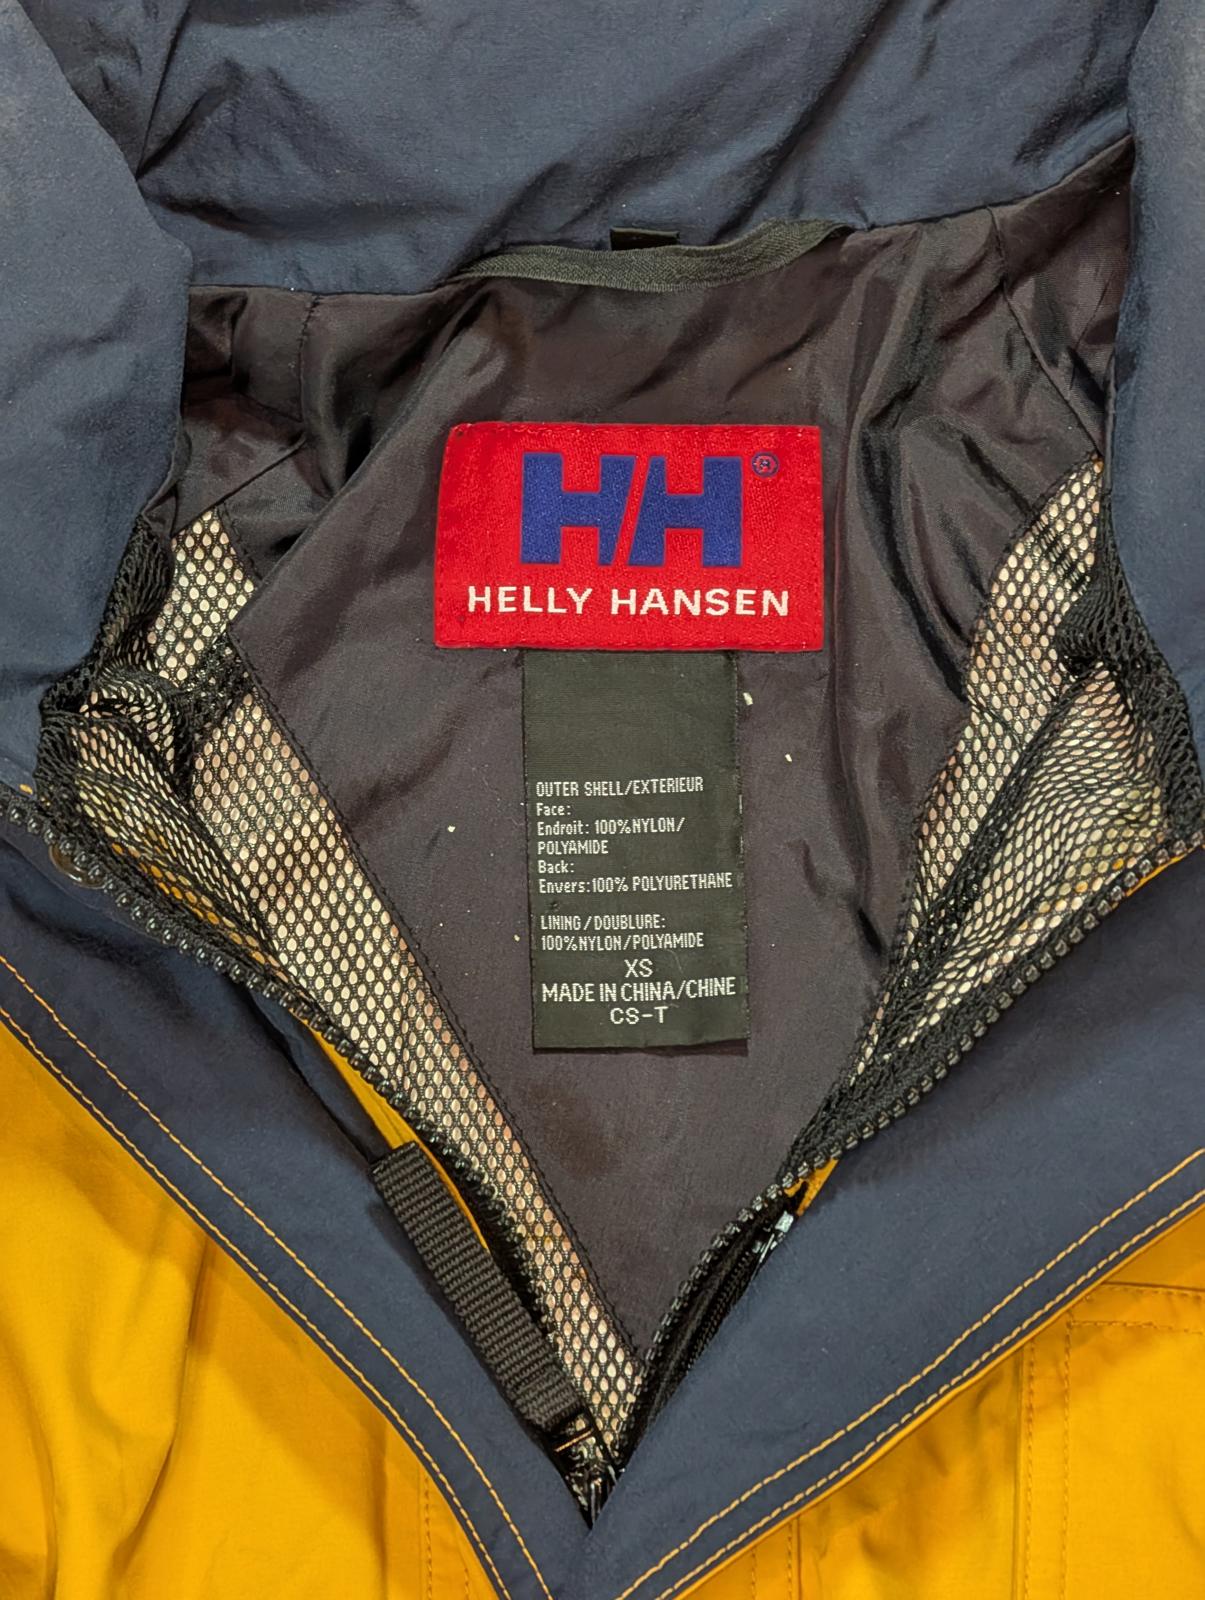 HH®
HELLY HANSEN
OUTER SHELL/EXTERIEUR
Face:
Endroit: 100%NYLON/
POLYAMIDE
Back:
Envers:100% POLYURETHANE
LINING/DOUBLURE:
100%NYLON/POLYAMIDE
XS
MADE IN CHINA/CHINE
CS-T